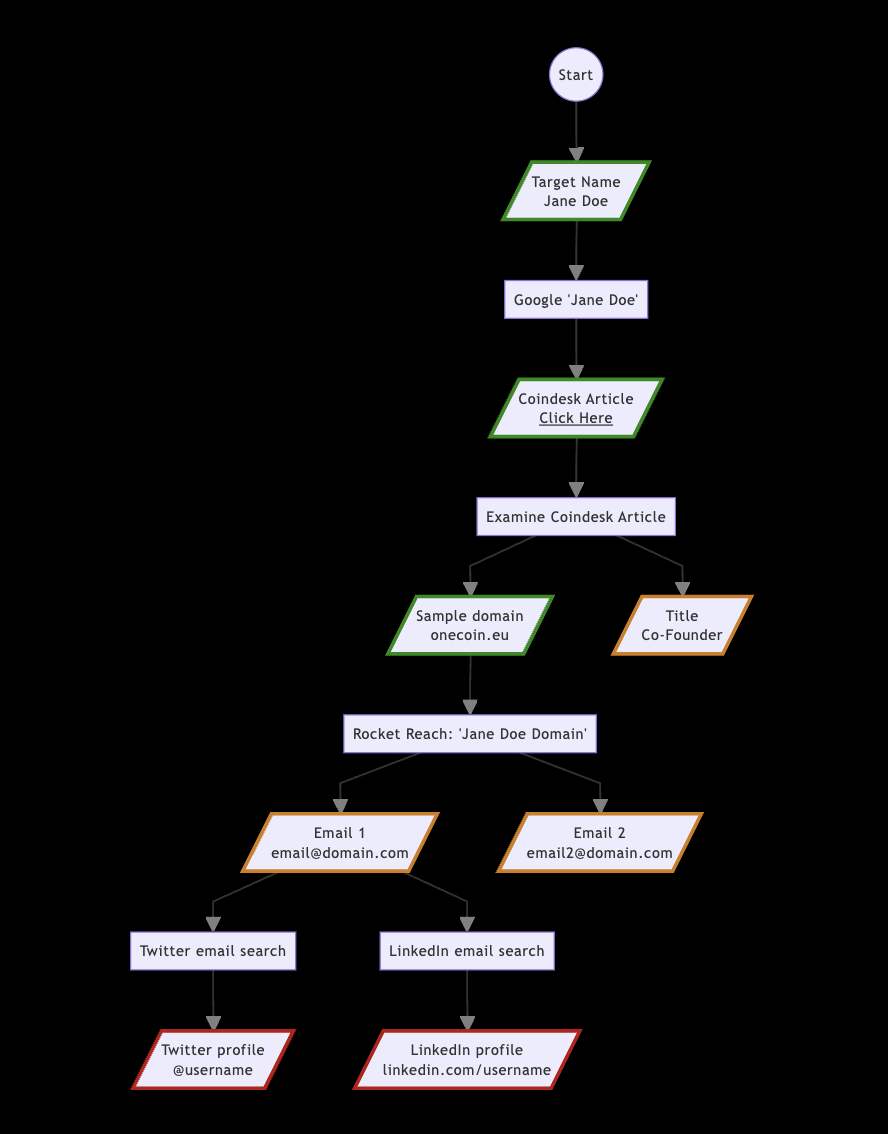 Start
Target Name
Jane Doe
Google 'Jane Doe'
Coindesk Article
Click Here
Examine Coindesk Article
Sample domain
onecoin.eu
Title
Co-Founder
Rocket Reach: 'Jane Doe Domain'
Email 1
email@domain.com
Email 2
email2@domain.com
Twitter email search
LinkedIn email search
Twitter profile
@username
LinkedIn profile
linkedin.com/username